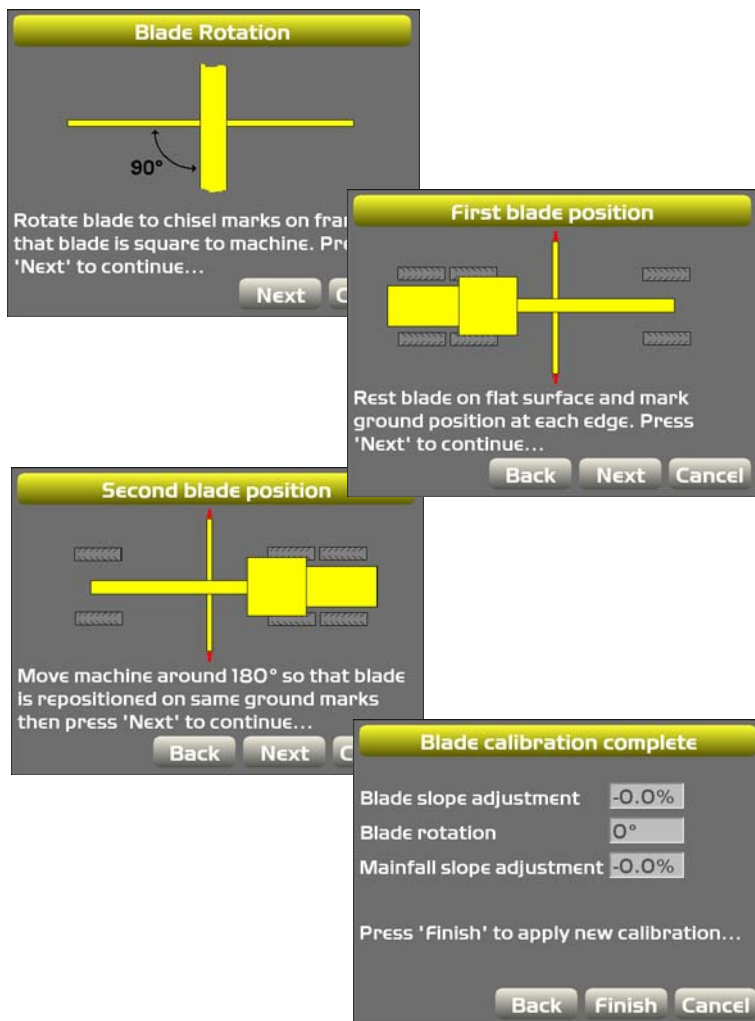 Blade Rotation
90°
Rotate blade to chisel marks on
that blade is square to machine.
'Next' to continue...
Next
First blade position
Rest blade on flat surface and mark
ground position at each edge. Press
'Next' to continue...
Back Next Cancel
Second blade position
Move machine around 180° so that blade
is repositioned on same ground marks
then press 'Next' to continue...
Back Next
Blade calibration complete
Blade slope adjustment -0.0%
Blade rotation 0°
Mainfall slope adjustment -0.0%
Press 'Finish' to apply new calibration...
Back Finish Cancel